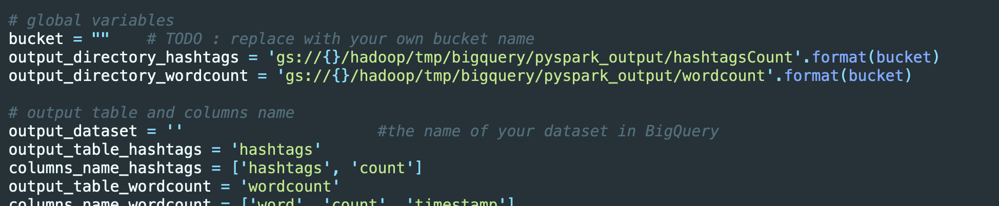 # global variables
bucket = ""    # TODO : replace with your own bucket name
output_directory_hashtags = 'gs://{}/hadoop/tmp/bigquery/pyspark_output/hashtagsCount'.format(bucket)
output_directory_wordcount = 'gs://{}/hadoop/tmp/bigquery/pyspark_output/wordcount'.format(bucket)
# output table and columns name
output_dataset = ''                     #the name of your dataset in BigQuery
output_table_hashtags = 'hashtags'
columns_name_hashtags = ['hashtags', 'count']
output_table_wordcount = 'wordcount'
columns_name_wordcount = ['word', 'count', 'timestamp']